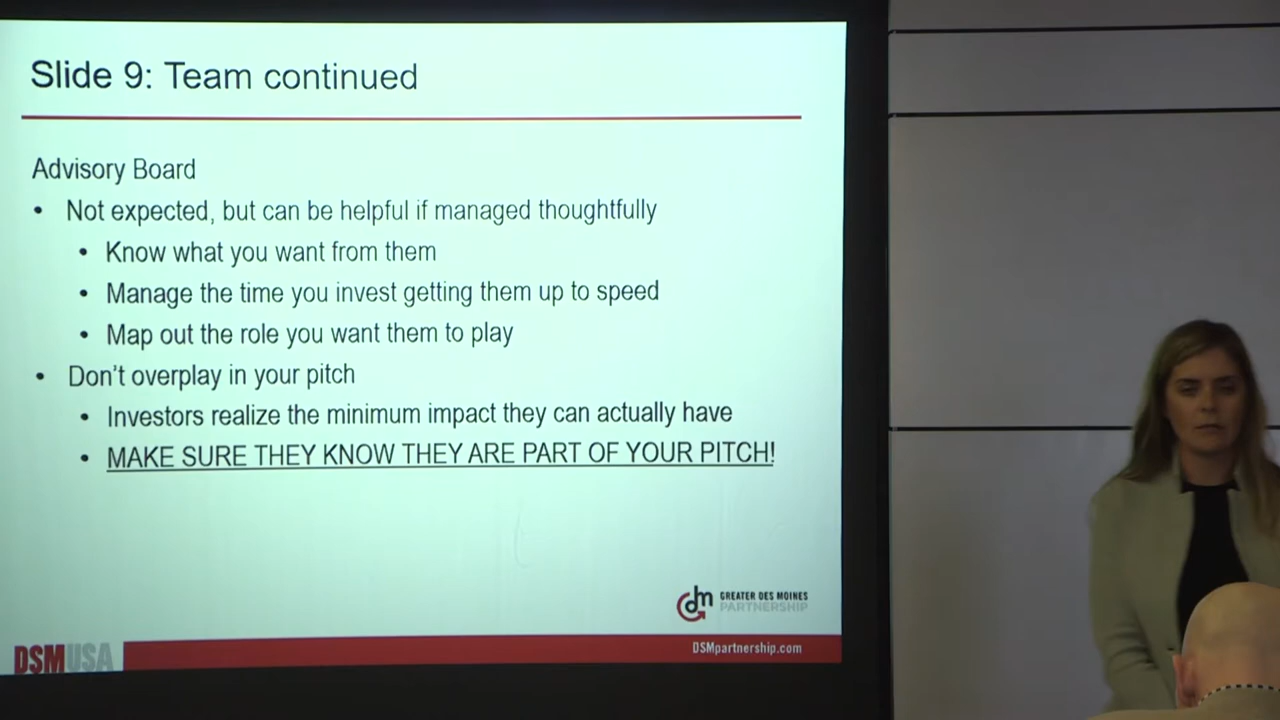 Slide 9: Team continued
Advisory Board
• Not expected, but can be helpful if managed thoughtfully
• Know what you want from them
• Manage the time you invest getting them up to speed
• Map out the role you want them to play
• Don't overplay in your pitch
• Investors realize the minimum impact they can actually have
• MAKE SURE THEY KNOW THEY ARE PART OF YOUR PITCH!
dm GREATER DES MOINES
PARTNERSHIP
DSMUSA
DSMpartnership.com